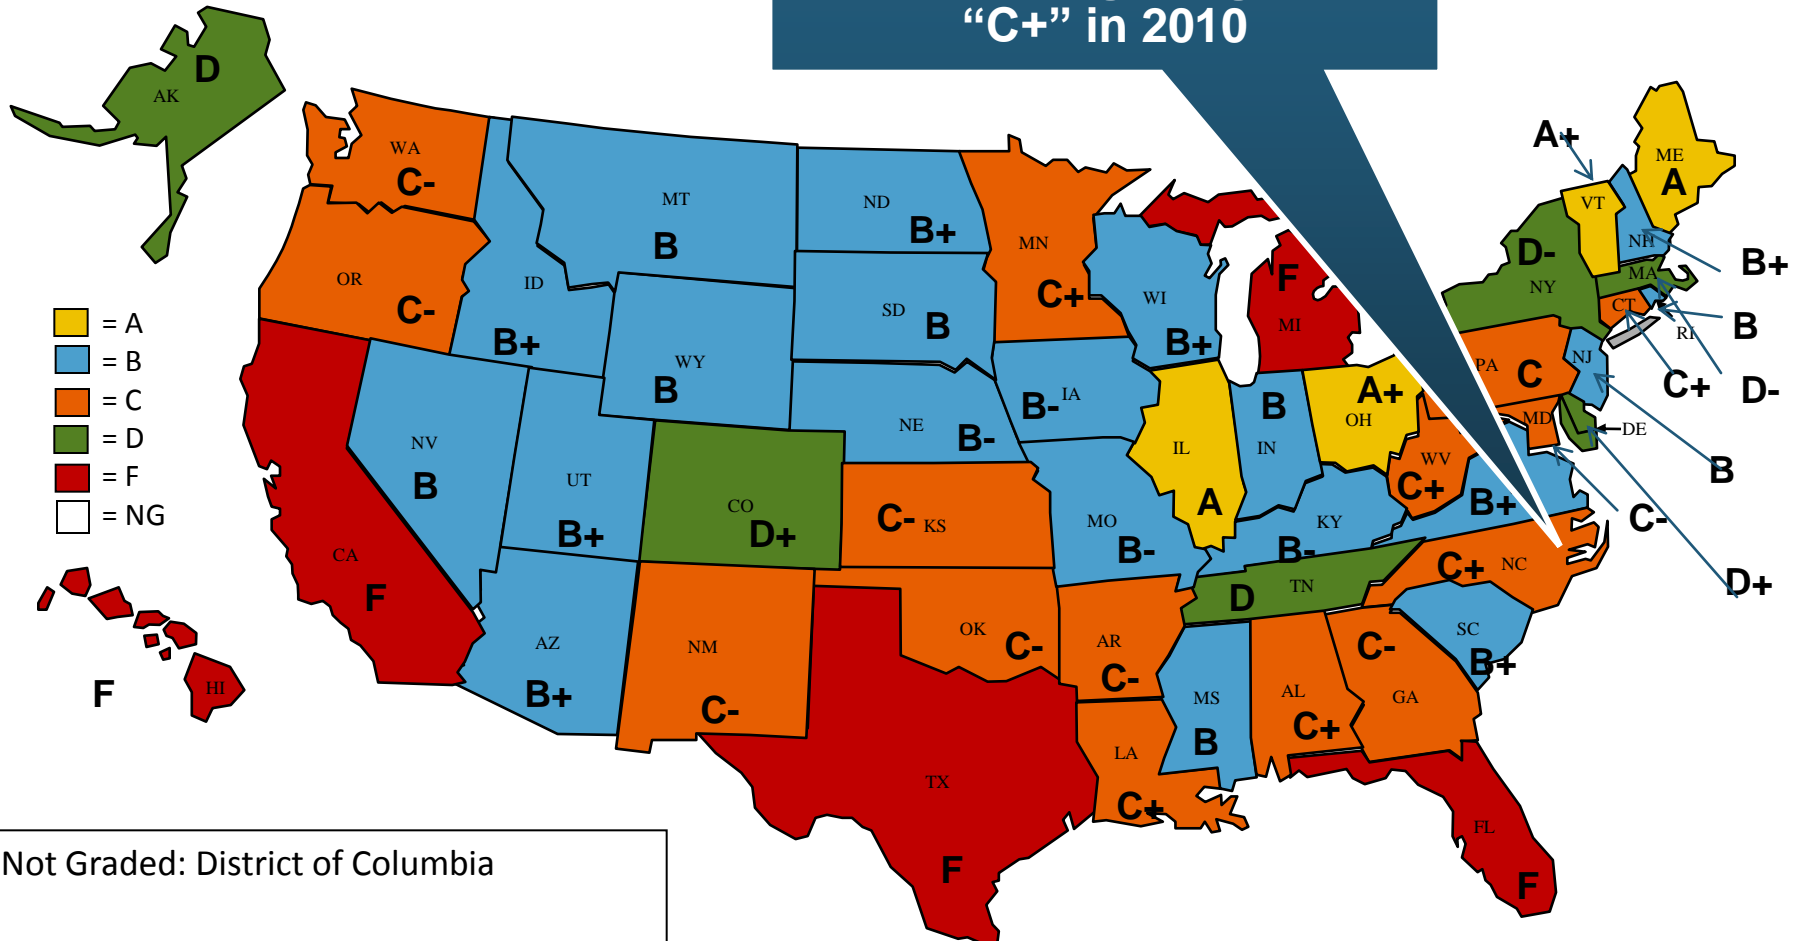 “C+” in 2010
D
AK
A+
ME
A
VT
WA
C-
MT
B
ND
B+
MN
C+
D-
NY
NH
B+
MA
OR
C-
ID
B+
SD
B
WI
B+
F
MI
CT
RI
B
= A
= B
= C
= D
= F
= NG
WY
B
IA
B-
NE
B-
IL
A
B
IN
A+
OH
PA
C
NJ
C+
D-
MD
DE
B
NV
B
UT
B+
CO
D+
C- KS
MO
B-
KY
B-
WV
C+
B+
C-
D+
CA
F
C+ NC
D TN
HI
F
AZ
B+
NM
C-
OK
C-
AR
C-
MS
B
AL
C+
C-
GA
SC
B+
LA
C+
TX
F
FL
F
Not Graded: District of Columbia